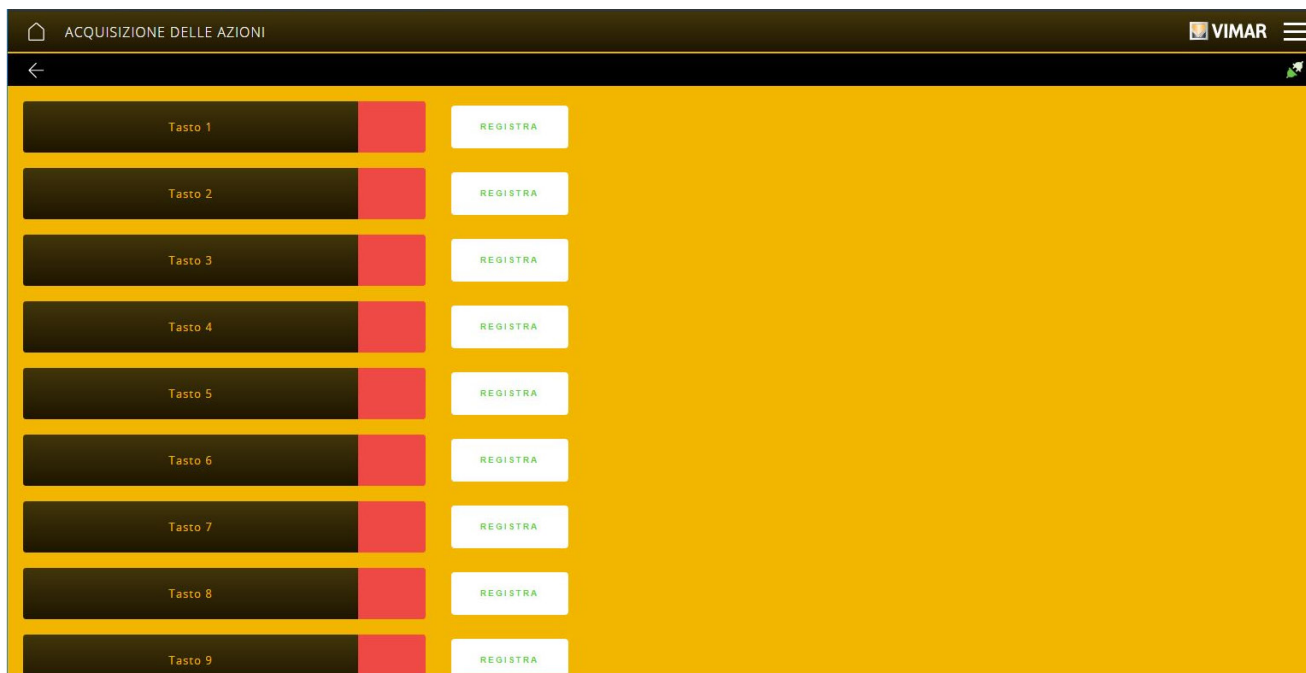 ACQUISIZIONE DELLE AZIONI
VIMAR
Tasto 1 REGISTRA
Tasto 2 REGISTRA
Tasto 3 REGISTRA
Tasto 4 REGISTRA
Tasto 5 REGISTRA
Tasto 6 REGISTRA
Tasto 7 REGISTRA
Tasto 8 REGISTRA
Tasto 9 REGISTRA